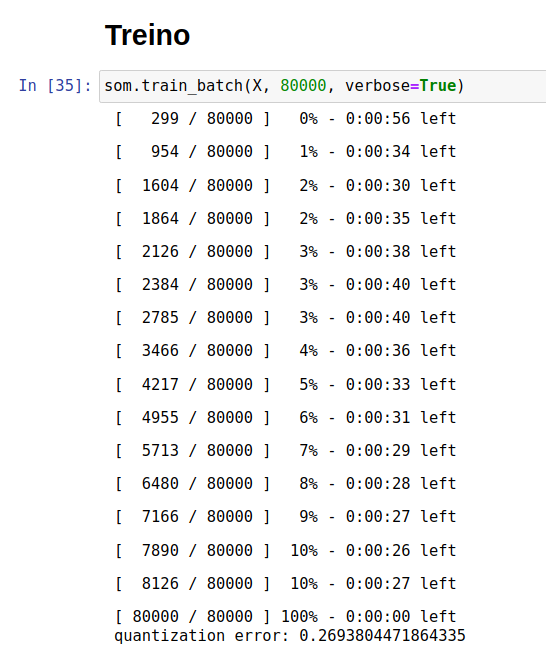 Treino
In [35]: som.train_batch(X, 80000, verbose=True)
[   299 / 80000 ]   0% - 0:00:56 left
[   954 / 80000 ]   1% - 0:00:34 left
[  1604 / 80000 ]   2% - 0:00:30 left
[  1864 / 80000 ]   2% - 0:00:35 left
[  2126 / 80000 ]   3% - 0:00:38 left
[  2384 / 80000 ]   3% - 0:00:40 left
[  2785 / 80000 ]   3% - 0:00:40 left
[  3466 / 80000 ]   4% - 0:00:36 left
[  4217 / 80000 ]   5% - 0:00:33 left
[  4955 / 80000 ]   6% - 0:00:31 left
[  5713 / 80000 ]   7% - 0:00:29 left
[  6480 / 80000 ]   8% - 0:00:28 left
[  7166 / 80000 ]   9% - 0:00:27 left
[  7890 / 80000 ]  10% - 0:00:26 left
[  8126 / 80000 ]  10% - 0:00:27 left
[ 80000 / 80000 ] 100% - 0:00:00 left
quantization error: 0.2693804471864335